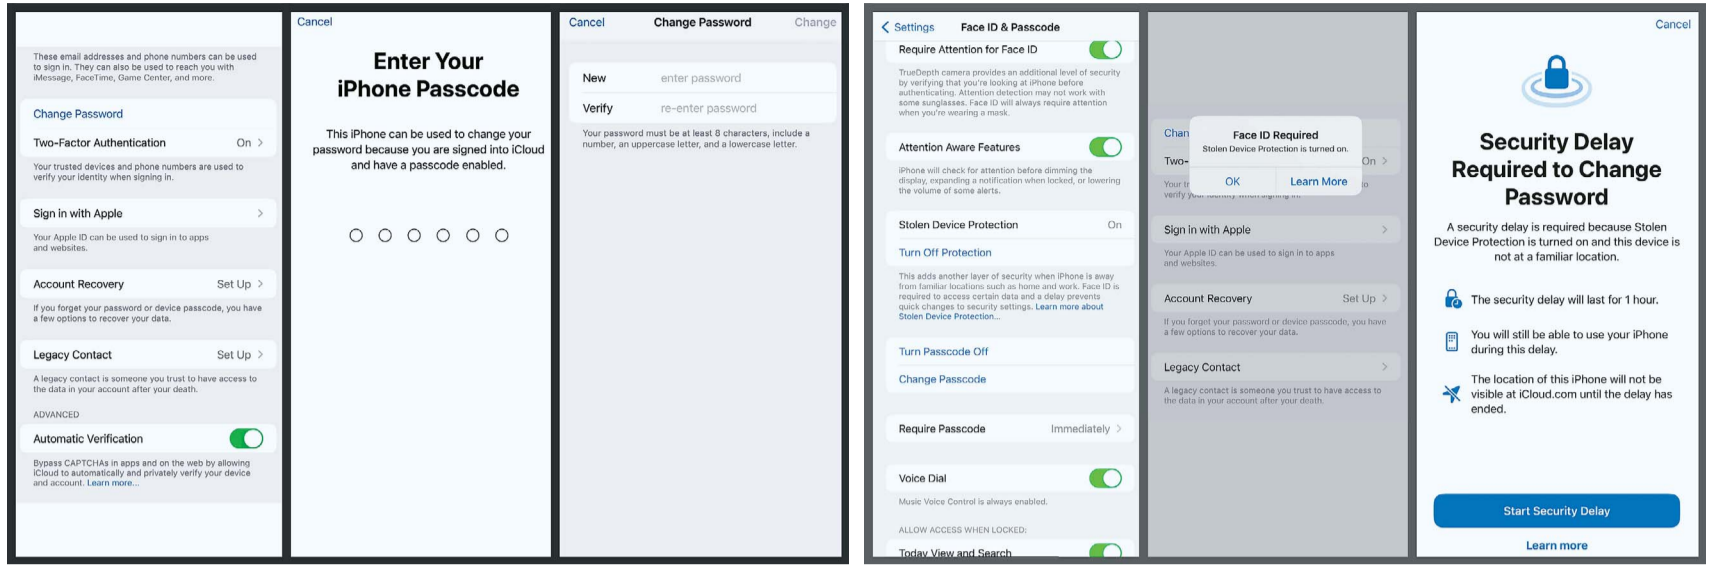 These email addresses and phone numbers can be used
to sign in. They can also be used to reach you with
iMessage, FaceTime, Game Center, and more.
Change Password
Two-Factor Authentication On >
Your trusted devices and phone numbers are used to
verify your identity when signing in.
Sign in with Apple >
Your Apple ID can be used to sign in to apps
and websites.
Account Recovery Set Up >
If you forget your password or device passcode, you have
a few options to recover your data.
Legacy Contact Set Up >
A legacy contact is someone you trust to have access to
the data in your account after your death.
ADVANCED
Automatic Verification
Bypass CAPTCHAs in apps and on the web by allowing
iCloud to automatically and privately verify your device
and account. Learn more...
Cancel
Enter Your
iPhone Passcode
This iPhone can be used to change your
password because you are signed into iCloud
and have a passcode enabled.
Cancel Change Password Change
New enter password
Verify re-enter password
Your password must be at least 8 characters, include a
number, an uppercase letter, and a lowercase letter.
< Settings Face ID & Passcode
Require Attention for Face ID
TrueDepth camera provides an additional level of security
by verifying that you're looking at iPhone before
authenticating. Attention detection may not work with
some sunglasses. Face ID will always require attention
when you're wearing a mask.
Attention Aware Features
iPhone will check for attention before dimming the
display, expanding a notification when locked, or lowering
the volume of some alerts.
Stolen Device Protection On
Turn Off Protection
This adds another layer of security when iPhone is away
from familiar locations such as home and work. Face ID is
required to access certain data and a delay prevents
quick changes to security settings. Learn more about
Stolen Device Protection...
Turn Passcode Off
Change Passcode
Require Passcode Immediately >
Voice Dial
Music Voice Control is always enabled.
ALLOW ACCESS WHEN LOCKED:
Today View and Search
Chan
Face ID Required
Stolen Device Protection is turned on.
Two- On >
OK Learn More
Your tr to
verify your identity when signing in.
Sign in with Apple >
Your Apple ID can be used to sign in to apps
and websites.
Account Recovery Set Up >
If you forget your password or device passcode, you have
a few options to recover your data.
Legacy Contact >
A legacy contact is someone you trust to have access to
the data in your account after your death.
Cancel
Security Delay
Required to Change
Password
A security delay is required because Stolen
Device Protection is turned on and this device is
not at a familiar location.
The security delay will last for 1 hour.
You will still be able to use your iPhone
during this delay.
The location of this iPhone will not be
visible at iCloud.com until the delay has
ended.
Start Security Delay
Learn more